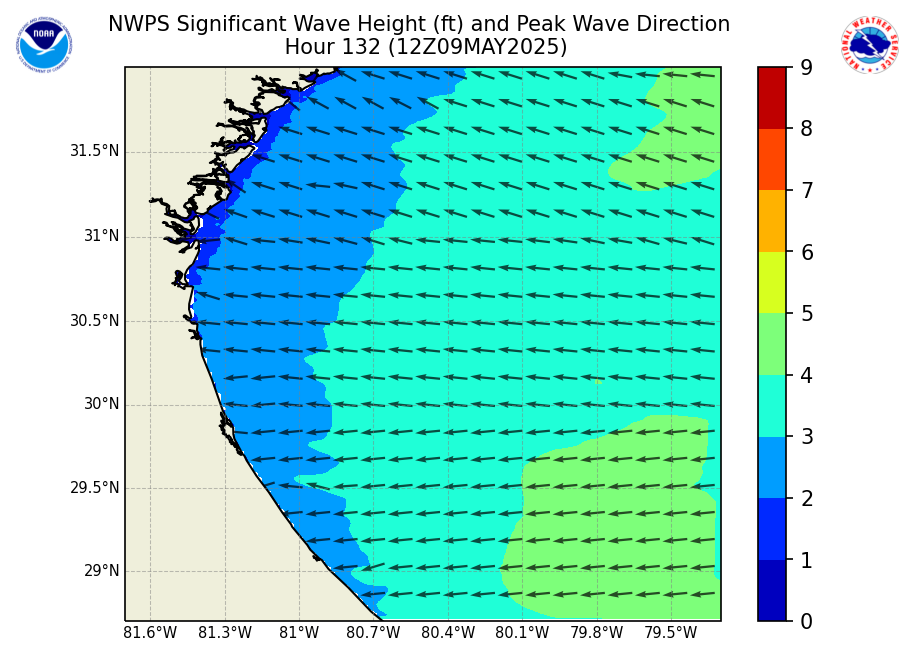 NWPS Significant Wave Height (ft) and Peak Wave Direction
Hour 132 (12Z09MAY2025)
NOAA
NATIONAL WEATHER SERVICE
31.5°N
31°N
30.5°N
30°N
29.5°N
29°N
81.6°W 81.3°W 81°W 80.7°W 80.4°W 80.1°W 79.8°W 79.5°W
9
8
7
6
5
4
3
2
1
0